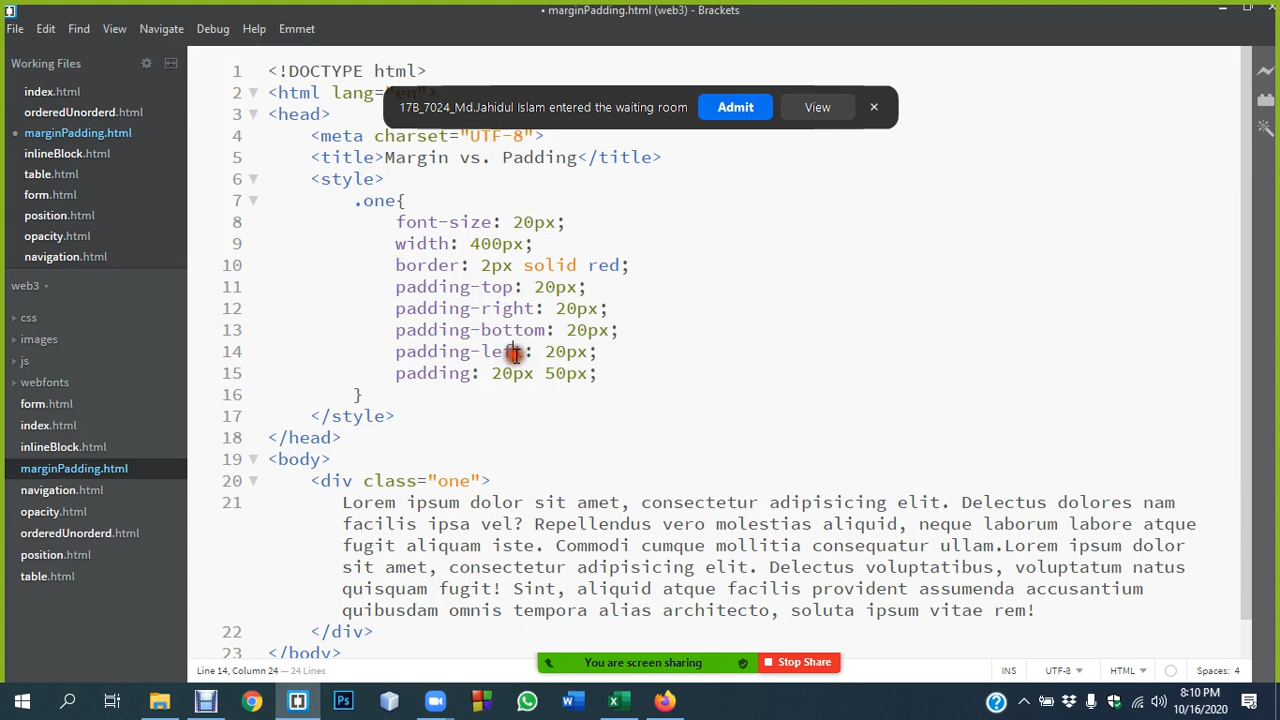 • marginPadding.html (web3) - Brackets
File Edit Find View Navigate Debug Help Emmet
Working Files
index.html
orderedUnorderd.html
• marginPadding.html
inlineBlock.html
table.html
form.html
position.html
opacity.html
navigation.html
web3
css
images
js
webfonts
form.html
index.html
inlineBlock.html
marginPadding.html
navigation.html
opacity.html
orderedUnorderd.html
position.html
table.html
17B_7024_Md.Jahidul Islam entered the waiting room Admit View ×
1 <!DOCTYPE html>
2 <html lang="en">
3 <head>
4 <meta charset="UTF-8">
5 <title>Margin vs. Padding</title>
6 <style>
7 .one{
8 font-size: 20px;
9 width: 400px;
10 border: 2px solid red;
11 padding-top: 20px;
12 padding-right: 20px;
13 padding-bottom: 20px;
14 padding-left: 20px;
15 padding: 20px 50px;
16 }
17 </style>
18 </head>
19 <body>
20 <div class="one">
21 Lorem ipsum dolor sit amet, consectetur adipisicing elit. Delectus dolores nam
facilis ipsa vel? Repellendus vero molestias aliquid, neque laborum labore atque
fugit aliquam iste. Commodi cumque mollitia consequatur ullam.Lorem ipsum dolor
sit amet, consectetur adipisicing elit. Delectus voluptatibus, voluptatum natus
quisquam fugit! Sint, aliquid atque facilis provident assumenda accusantium
quibusdam omnis tempora alias architecto, soluta ipsum vitae rem!
22 </div>
23 </body>
Line 14, Column 24 — 24 Lines
You are screen sharing Stop Share
INS UTF-8 HTML Spaces: 4
8:10 PM
10/16/2020